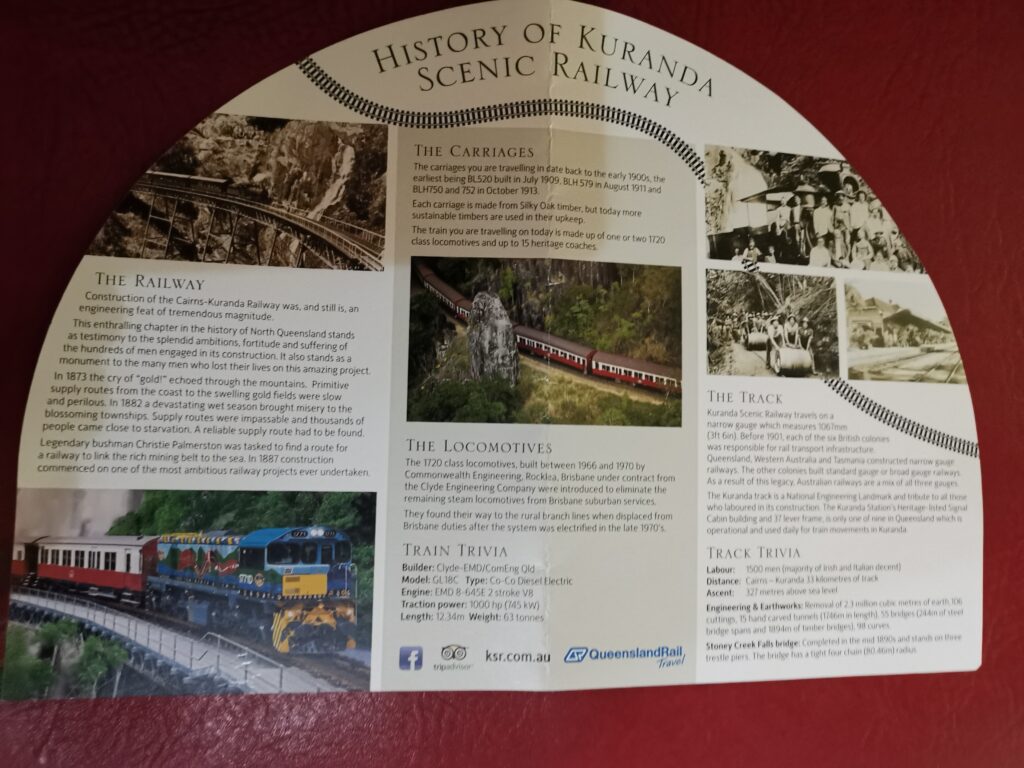 HISTORY OF KURANDA
SCENIC RAILWAY
THE RAILWAY
Construction of the Cairns-Kuranda Railway was, and still is, an
engineering feat of tremendous magnitude.
This enthralling chapter in the history of North Queensland stands
as testimony to the splendid ambitions, fortitude and suffering of
the hundreds of men engaged in its construction. It also stands as a
monument to the many men who lost their lives on this amazing project.
In 1873 the cry of "gold!" echoed through the mountains. Primitive
supply routes from the coast to the swelling gold fields were slow
and perilous. In 1882 a devastating wet season brought misery to the
blossoming townships. Supply routes were impassable and thousands of
people came close to starvation. A reliable supply route had to be found.
Legendary bushman Christie Palmerston was tasked to find a route for
a railway to link the rich mining belt to the sea. In 1887 construction
commenced on one of the most ambitious railway projects ever undertaken.
THE CARRIAGES
The carriages you are travelling in date back to the early 1900s, the
earliest being BL520 built in July 1909. BLH 579 in August 1911 and
BLH750 and 752 in October 1913.
Each carriage is made from Silky Oak timber, but today more
sustainable timbers are used in their upkeep.
The train you are travelling on today is made up of one or two 1720
class locomotives and up to 15 heritage coaches.
THE LOCOMOTIVES
The 1720 class locomotives, built between 1966 and 1970 by
Commonwealth Engineering, Rocklea, Brisbane under contract from
the Clyde Engineering Company were introduced to eliminate the
remaining steam locomotives from Brisbane suburban services.
They found their way to the rural branch lines when displaced from
Brisbane duties after the system was electrified in the late 1970's.
TRAIN TRIVIA
Builder: Clyde-EMD/ComEng Qld
Model: GL18C Type: Co-Co Diesel Electric
Engine: EMD 8-645E 2 stroke V8
Traction power: 1000 hp (745 kW)
Length: 12.34m Weight: 63 tonnes
tripadvisor
ksr.com.au
QueenslandRail
Travel
THE TRACK
Kuranda Scenic Railway travels on a
narrow gauge which measures 1067mm
(3ft 6in). Before 1901, each of the six British colonies
was responsible for rail transport infrastructure.
Queensland, Western Australia and Tasmania constructed narrow gauge
railways. The other colonies built standard gauge or broad gauge railways.
As a result of this legacy, Australian railways are a mix of all three gauges.
The Kuranda track is a National Engineering Landmark and tribute to all those
who laboured in its construction. The Kuranda Station's Heritage-listed Signal
Cabin building and 37 lever frame, is only one of nine in Queensland which is
operational and used daily for train movements in Kuranda.
TRACK TRIVIA
Labour: 1500 men (majority of Irish and Italian decent)
Distance: Cairns – Kuranda 33 kilometres of track
Ascent: 327 metres above sea level
Engineering & Earthworks: Removal of 2.3 million cubic metres of earth, 106
cuttings, 15 hand carved tunnels (1746m in length), 55 bridges (244m of steel
bridge spans and 1894m of timber bridges), 98 curves.
Stoney Creek Falls bridge: Completed in the mid 1890s and stands on three
trestle piers. The bridge has a tight four chain (80.46m) radius.